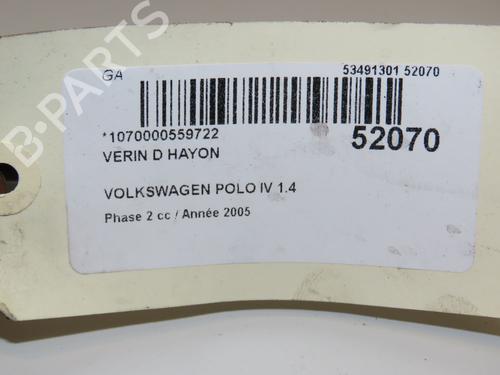 GA
53491301 52070
*1070000559722
52070
VERIN D HAYON
VOLKSWAGEN POLO IV 1.4
Phase 2 cc / Année 2005
B-PARTS